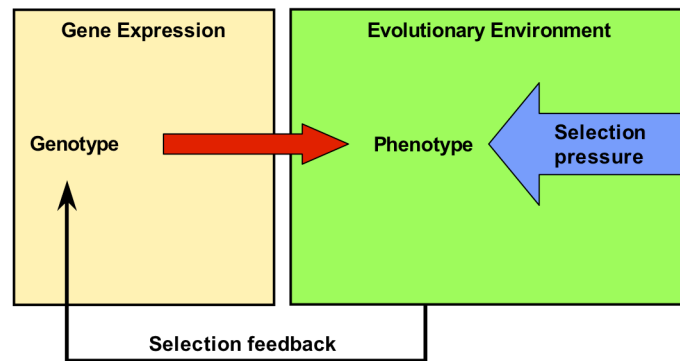 Gene Expression
Evolutionary Environment
Genotype
Phenotype
Selection
pressure
Selection feedback